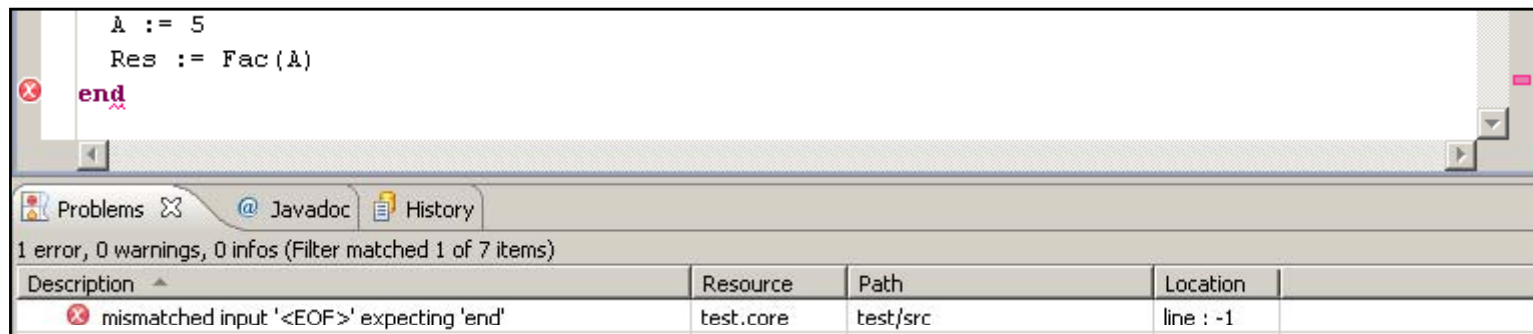 A := 5
Res := Fac(A)
end
Problems @ Javadoc History
1 error, 0 warnings, 0 infos (Filter matched 1 of 7 items)
Description Resource Path Location
mismatched input '<EOF>' expecting 'end' test.core test/src line : -1